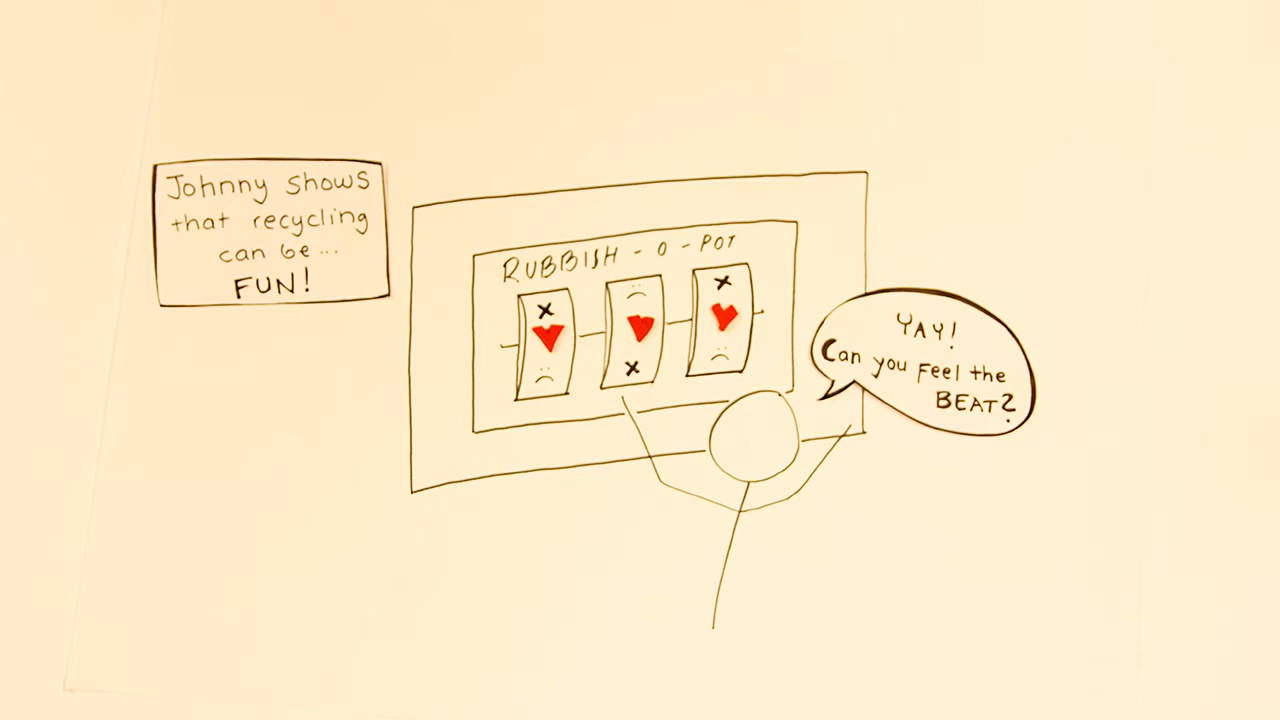 Johnny shows
that recycling
can be...
FUN!
RUBBISH-O-POT
YAY!
Can you feel the
BEAT?